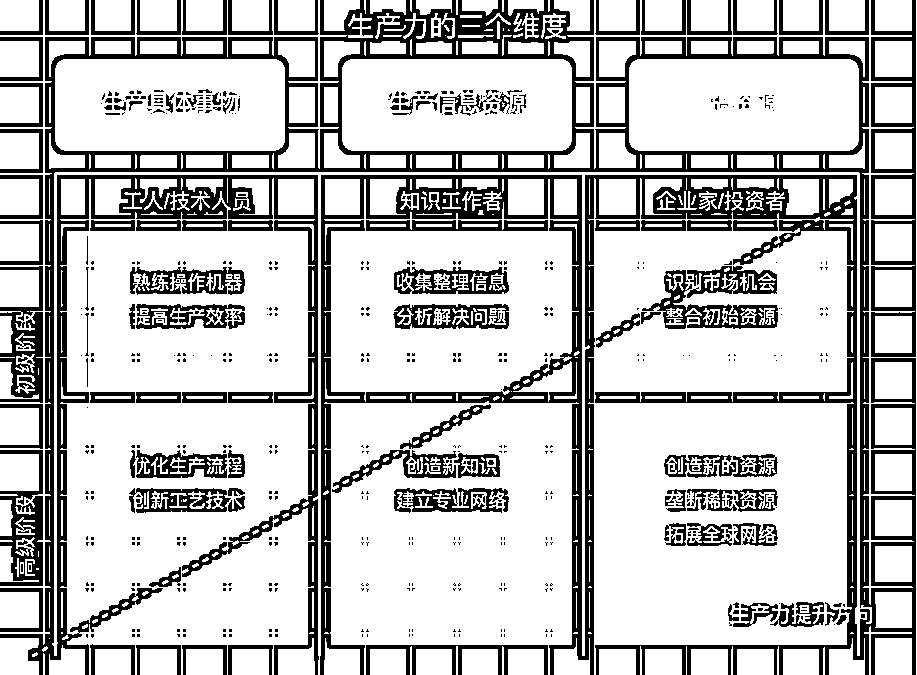 生产力的三个维度
生产具体事物
生产信息资源
工人/技术人员
知识工作者
企业家/投资者
初级阶段
熟练操作机器
提高生产效率
收集整理信息
分析解决问题
识别市场机会
整合初始资源
高级阶段
优化生产流程
创新工艺技术
创造新知识
建立专业网络
创造新的资源
垄断稀缺资源
拓展全球网络
生产力提升方向